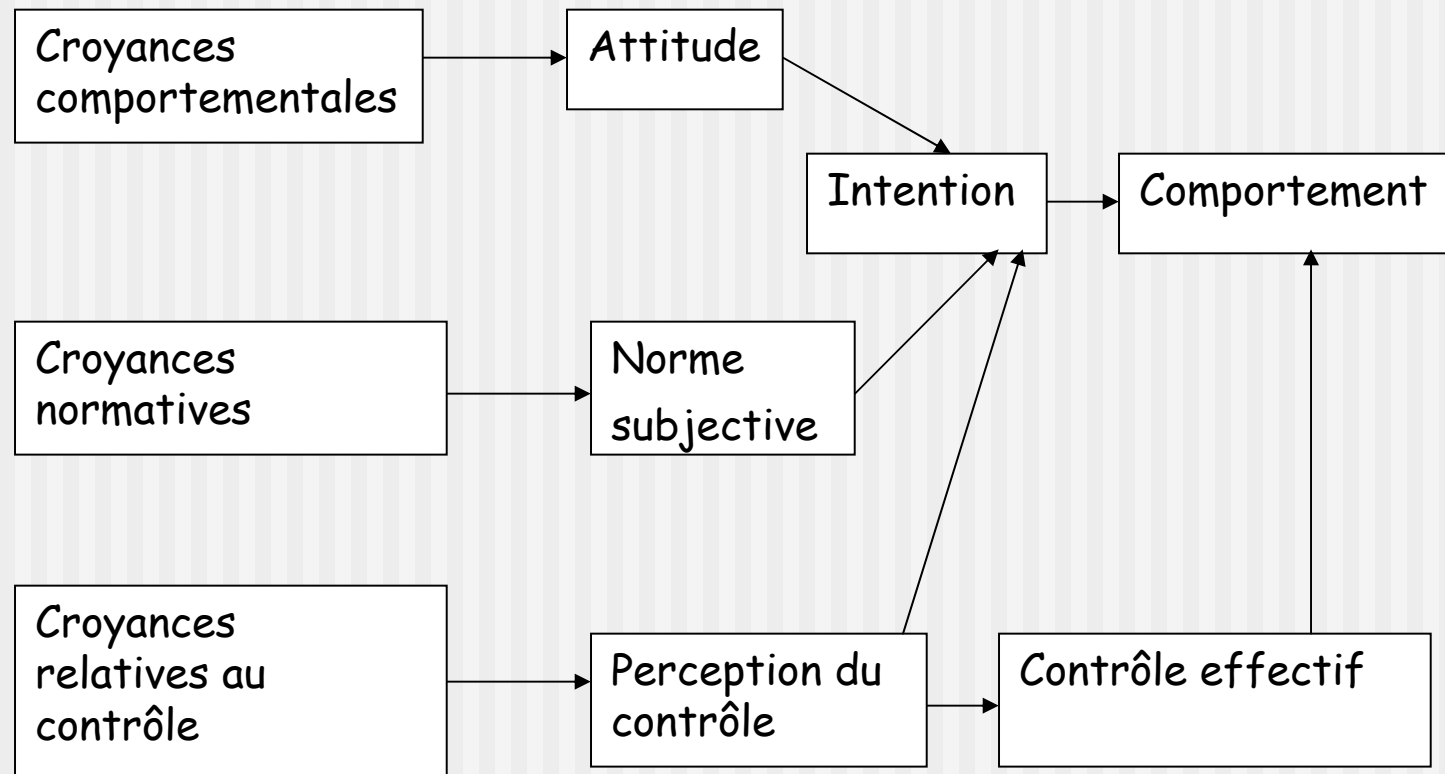 Croyances
comportementales
Attitude
Intention
Comportement
Croyances
normatives
Norme
subjective
Croyances
relatives au
contrôle
Perception du
contrôle
Contrôle effectif